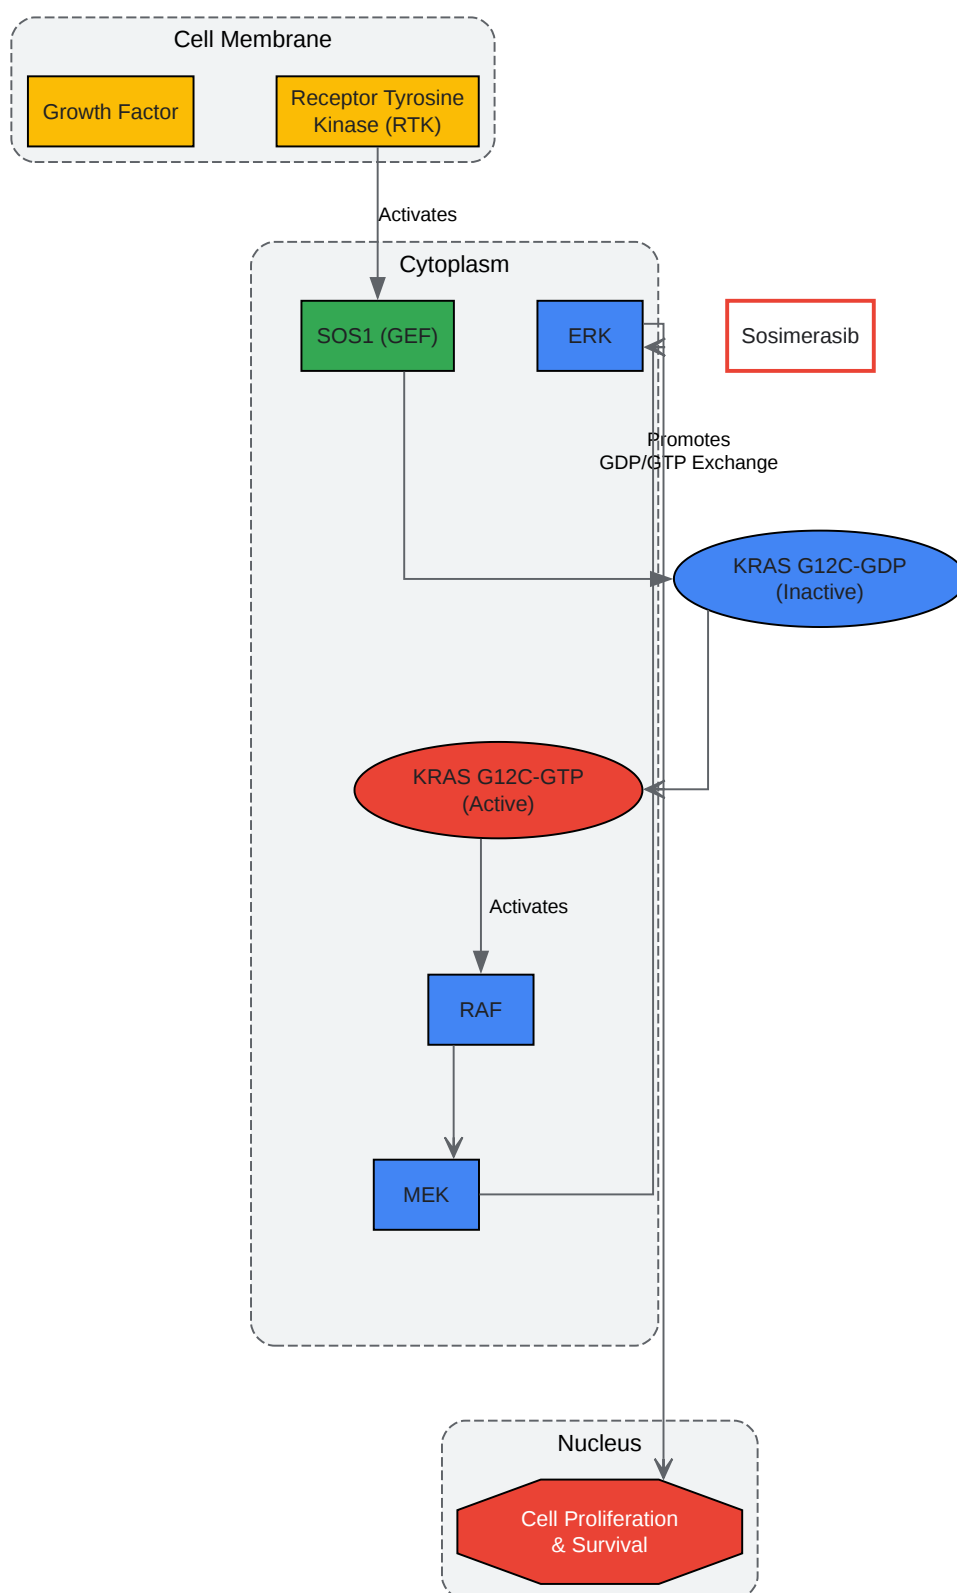 Cell Membrane
Growth Factor
Receptor Tyrosine
Kinase (RTK)
Activates
Cytoplasm
SOS1 (GEF)
ERK
Sosimerasib
Promotes
GDP/GTP Exchange
KRAS G12C-GDP
(Inactive)
KRAS G12C-GTP
(Active)
Activates
RAF
MEK
Nucleus
Cell Proliferation
& Survival